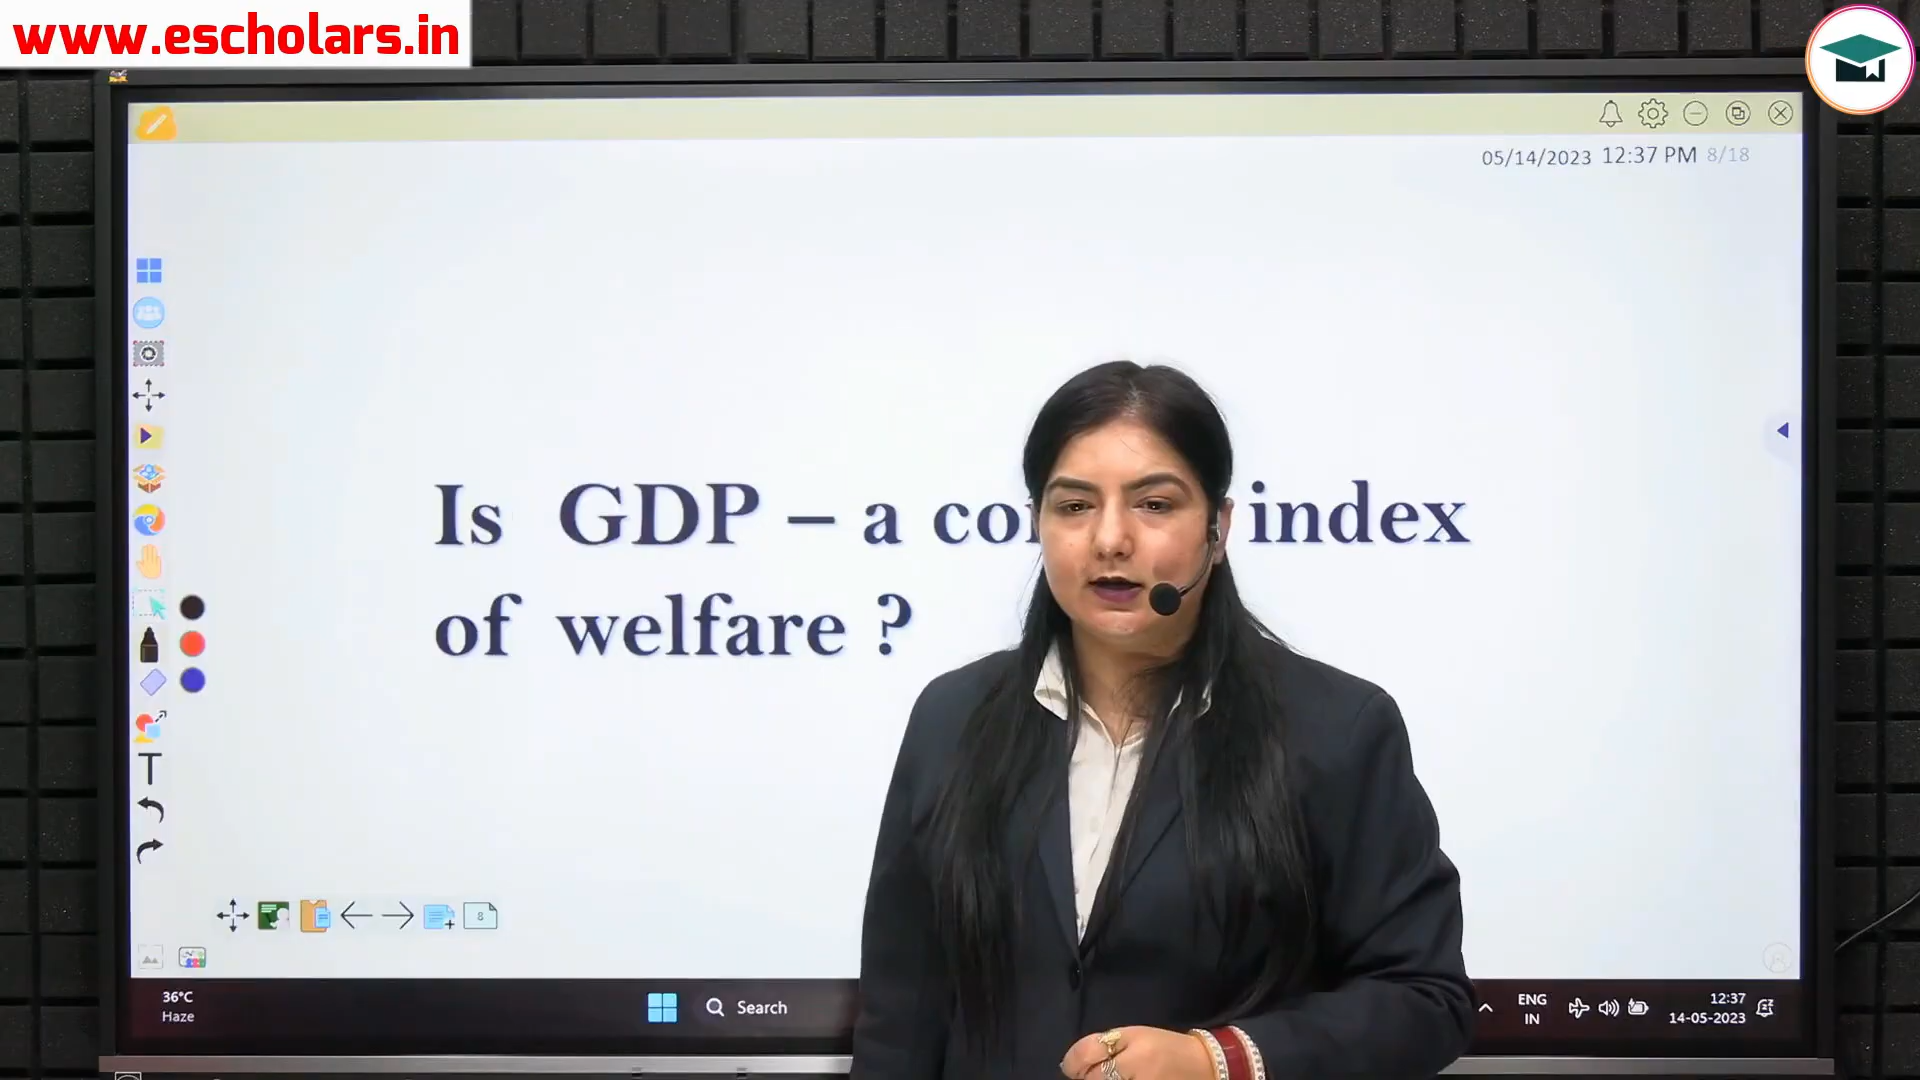 www.escholars.in
05/14/2023 12:37 PM 8/18
Is GDP – a index
of welfare ?
8
36°C
Haze
Search
ENG
IN
12:37
14-05-2023